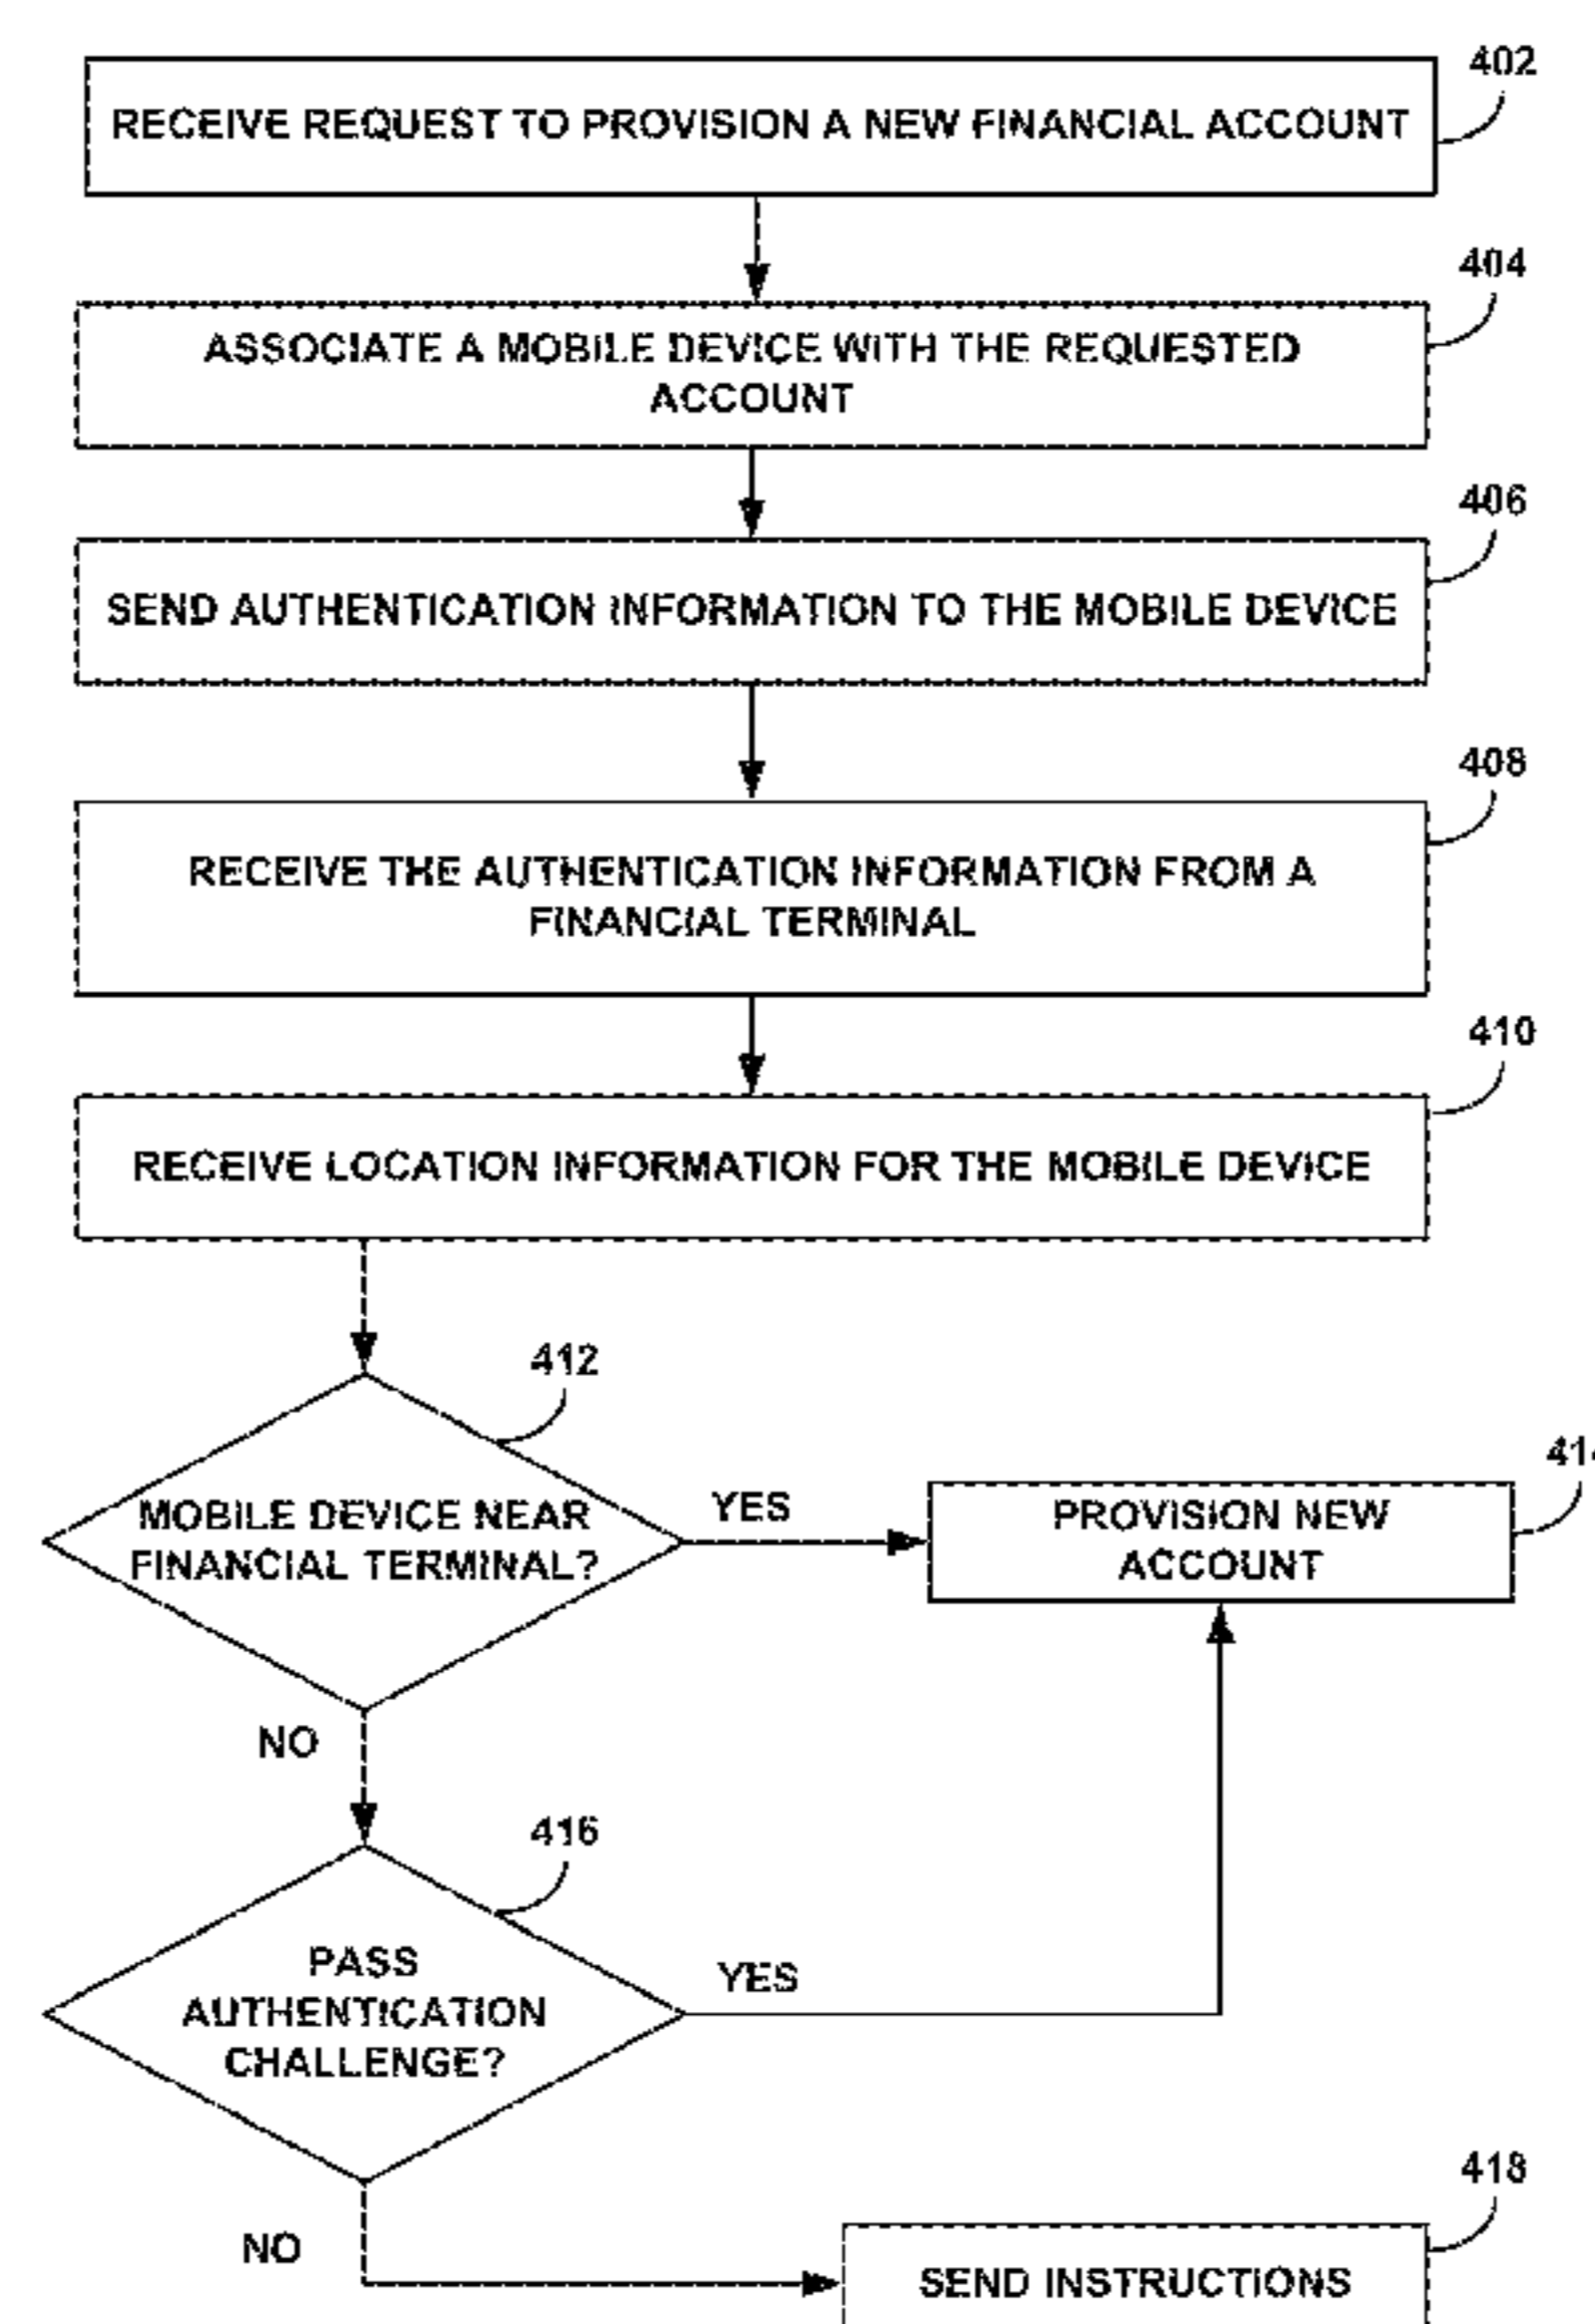 402
RECEIVE REQUEST TO PROVISION A NEW FINANCIAL ACCOUNT
404
ASSOCIATE A MOBILE DEVICE WITH THE REQUESTED
ACCOUNT
406
SEND AUTHENTICATION INFORMATION TO THE MOBILE DEVICE
408
RECEIVE THE AUTHENTICATION INFORMATION FROM A
FINANCIAL TERMINAL
410
RECEIVE LOCATION INFORMATION FOR THE MOBILE DEVICE
412
MOBILE DEVICE NEAR
FINANCIAL TERMINAL?
YES
414
PROVISION NEW
ACCOUNT
NO
416
PASS
AUTHENTICATION
CHALLENGE?
YES
NO
418
SEND INSTRUCTIONS